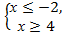 {x ≤ −2,
x ≥ 4